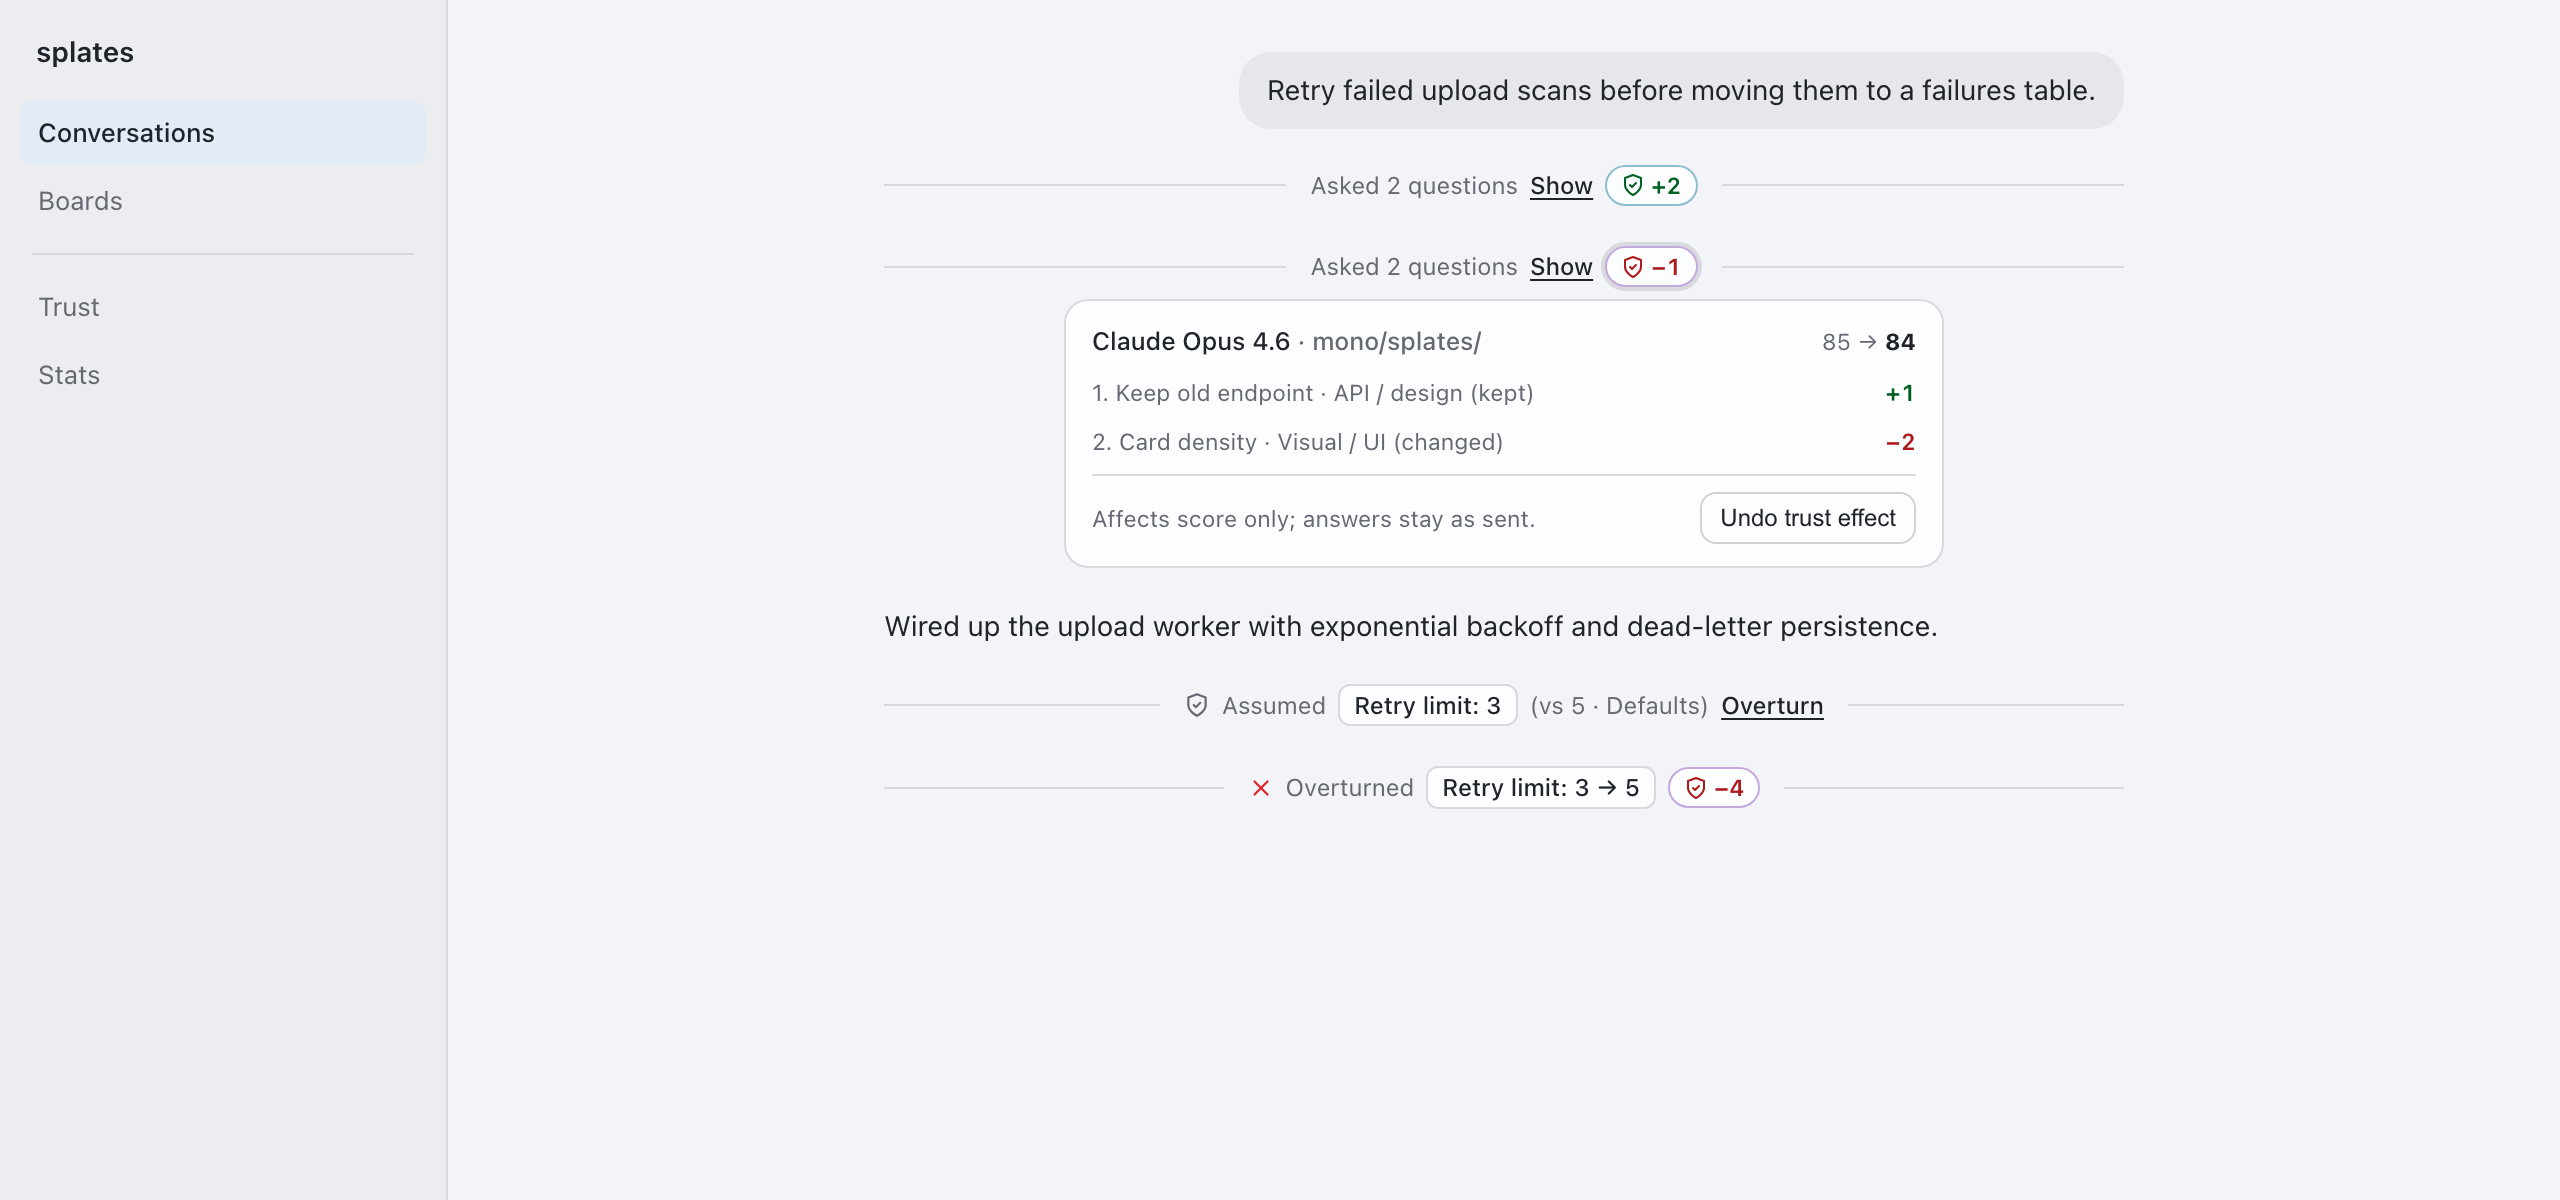 splates
Conversations
Boards
Trust
Stats
Retry failed upload scans before moving them to a failures table.
Asked 2 questions Show +2
Asked 2 questions Show −1
Claude Opus 4.6 · mono/splates/ 85 → 84
1. Keep old endpoint · API / design (kept) +1
2. Card density · Visual / UI (changed) −2
Affects score only; answers stay as sent. Undo trust effect
Wired up the upload worker with exponential backoff and dead-letter persistence.
Assumed Retry limit: 3 (vs 5 · Defaults) Overturn
Overturned Retry limit: 3 → 5 −4